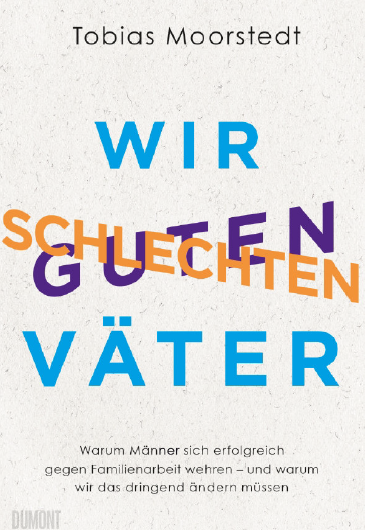 Tobias Moorstedt
WIR
SCHLECHTEN
GUTEN
VÄTER
Warum Männer sich erfolgreich
gegen Familienarbeit wehren – und warum
wir das dringend ändern müssen
DUMONT